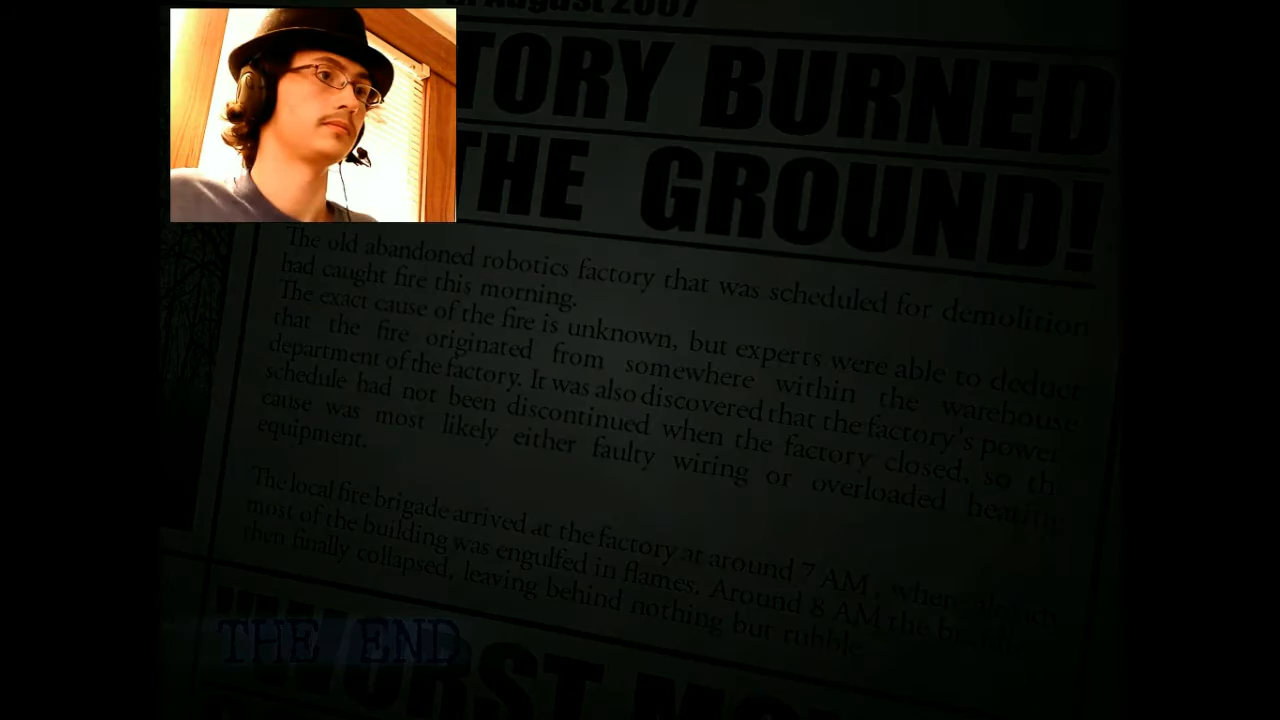 August 2007
TORY BURNED
THE GROUND!
The old abandoned robotics factory that was scheduled for demolition
had caught fire this morning.
The exact cause of the fire is unknown, but experts were able to deduct
that the fire originated from somewhere within the warehouse
department of the factory. It was also discovered that the factory's power
schedule had not been discontinued when the factory closed, so th
cause was most likely either faulty wiring or overloaded heating
equipment.
The local fire brigade arrived at the factory at around 7 AM, when
most of the building was engulfed in flames. Around 8 AM the
then finally collapsed, leaving behind nothing but rubble.
THE END
WORST